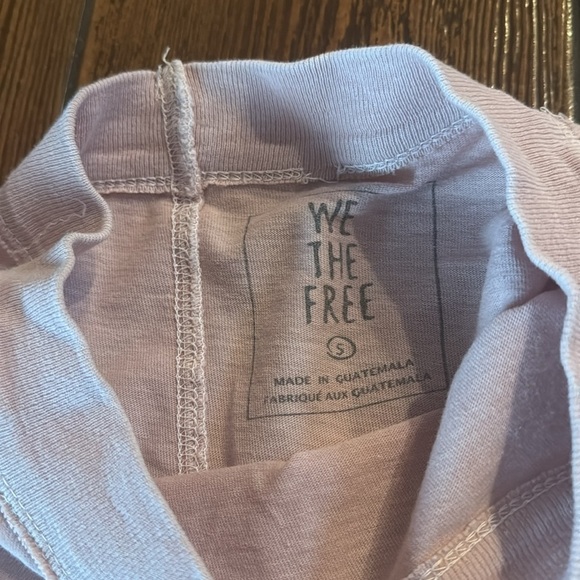 WE
THE
FREE
S
MADE IN GUATEMALA
FABRIQUÉ AUX GUATEMALA